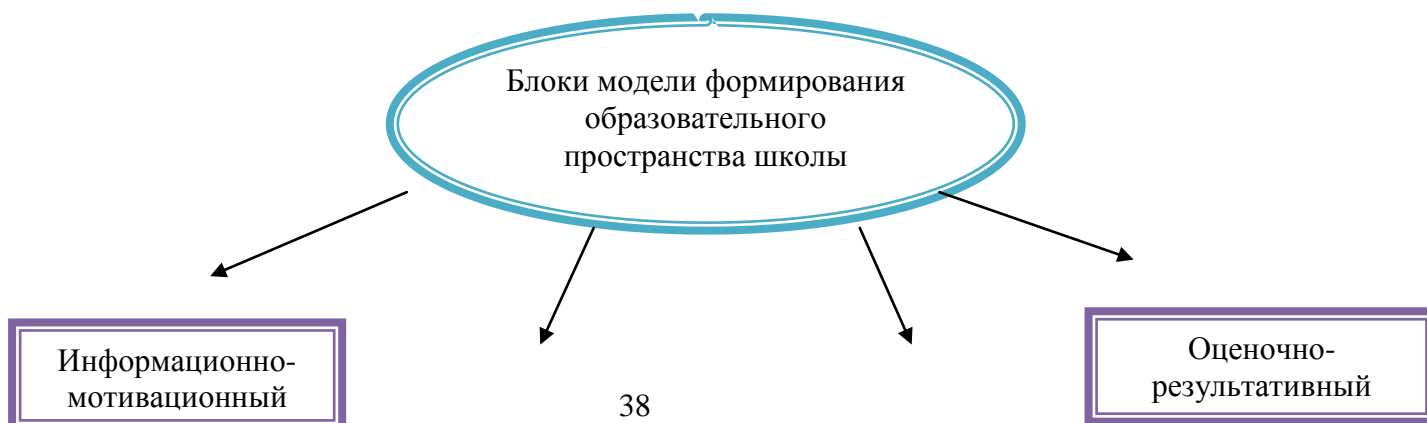 Блоки модели формирования
образовательного
пространства школы
Информационно-
мотивационный
Оценочно-
результативный
38